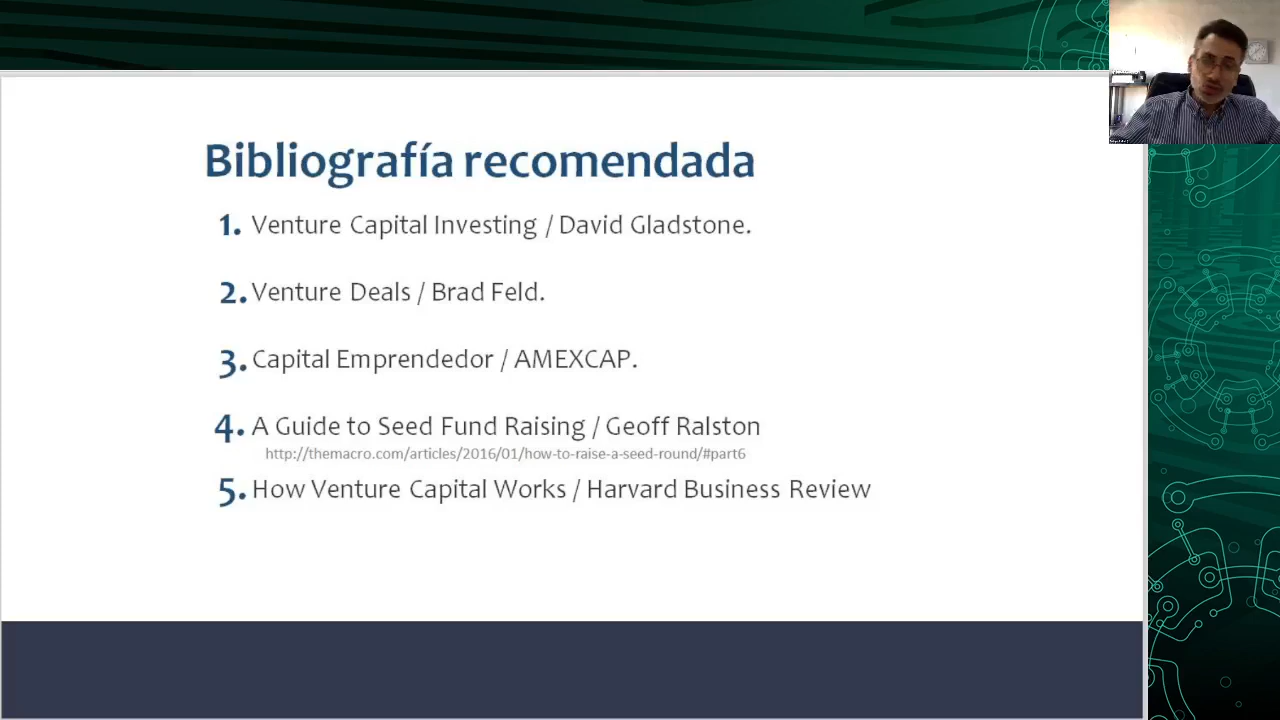 Bibliografía recomendada
1. Venture Capital Investing / David Gladstone.
2. Venture Deals / Brad Feld.
3. Capital Emprendedor / AMEXCAP.
4. A Guide to Seed Fund Raising / Geoff Ralston
http://themacro.com/articles/2016/01/how-to-raise-a-seed-round/#part6
5. How Venture Capital Works / Harvard Business Review